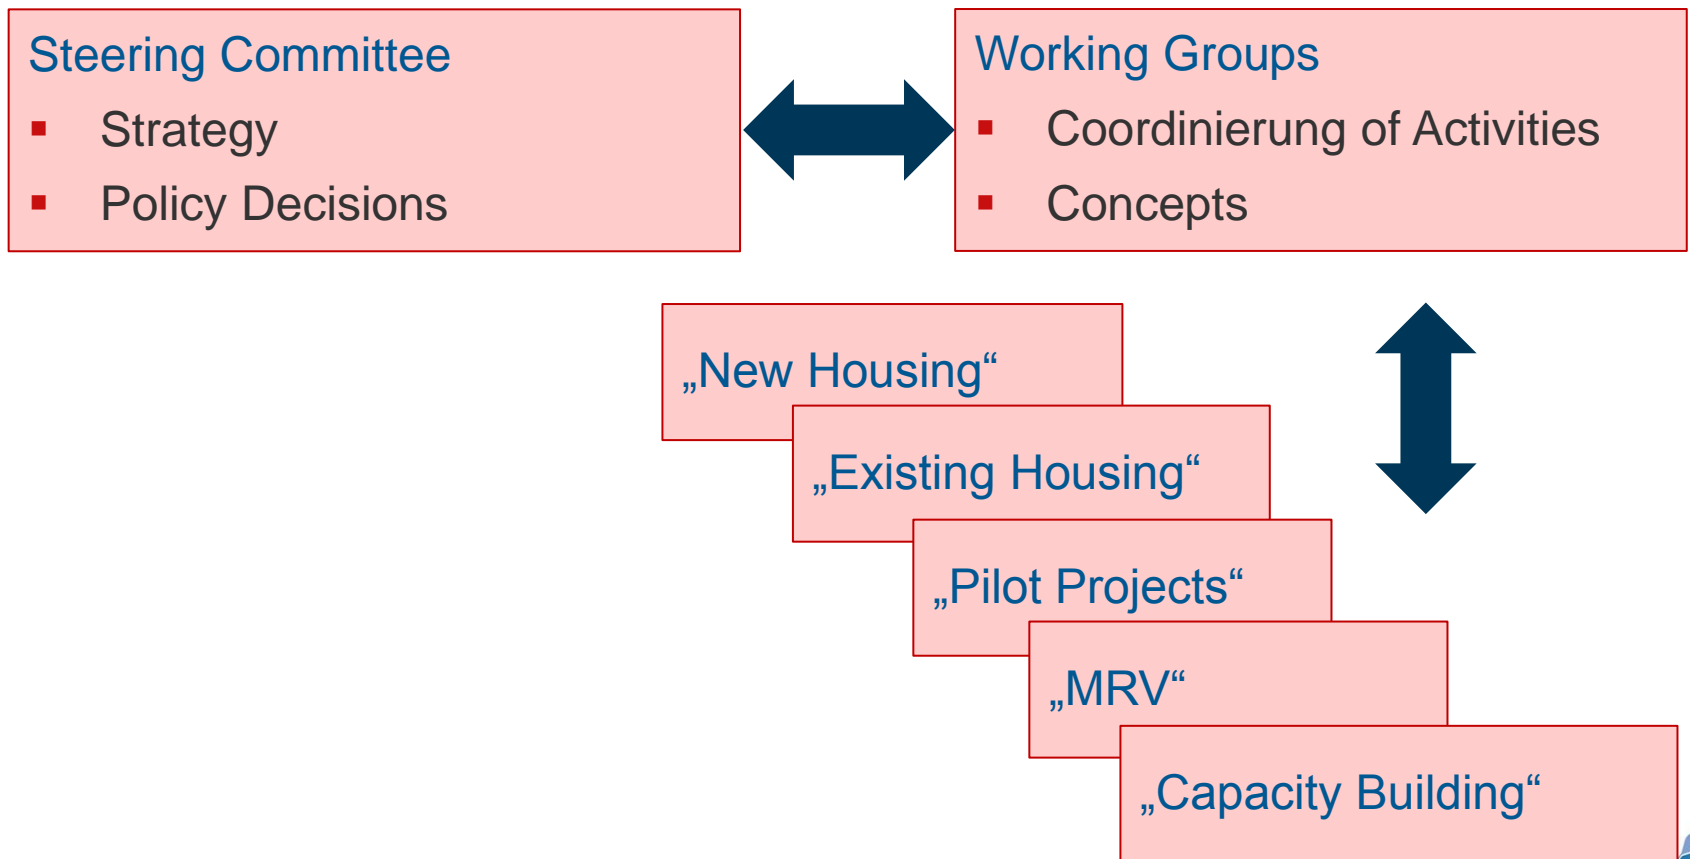 Steering Committee
▪ Strategy
▪ Policy Decisions
Working Groups
▪ Coordinierung of Activities
▪ Concepts
„New Housing“
„Existing Housing“
„Pilot Projects“
„MRV“
„Capacity Building“